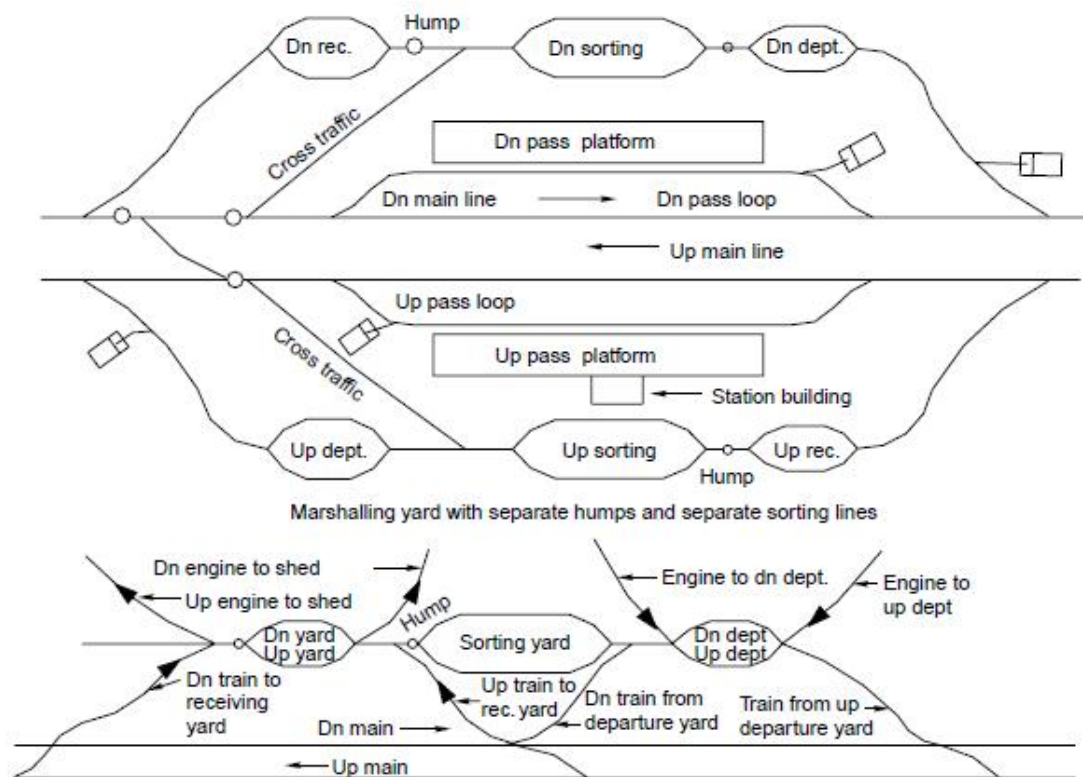 Hump
Dn rec.
Dn sorting
Dn dept.
Cross traffic
Dn pass platform
Dn main line
Dn pass loop
Up main line
Up pass loop
Cross traffic
Up pass platform
Station building
Up dept.
Up sorting
Up rec.
Hump
Marshalling yard with separate humps and separate sorting lines
Dn engine to shed
Up engine to shed
Engine to dn dept.
Engine to
up dept
Hump
Dn yard
Up yard
Sorting yard
Dn dept
Up dept.
Dn train to
receiving
yard
Up train to
rec. yard
Dn train from
departure yard
Train from up
departure yard
Dn main
Up main